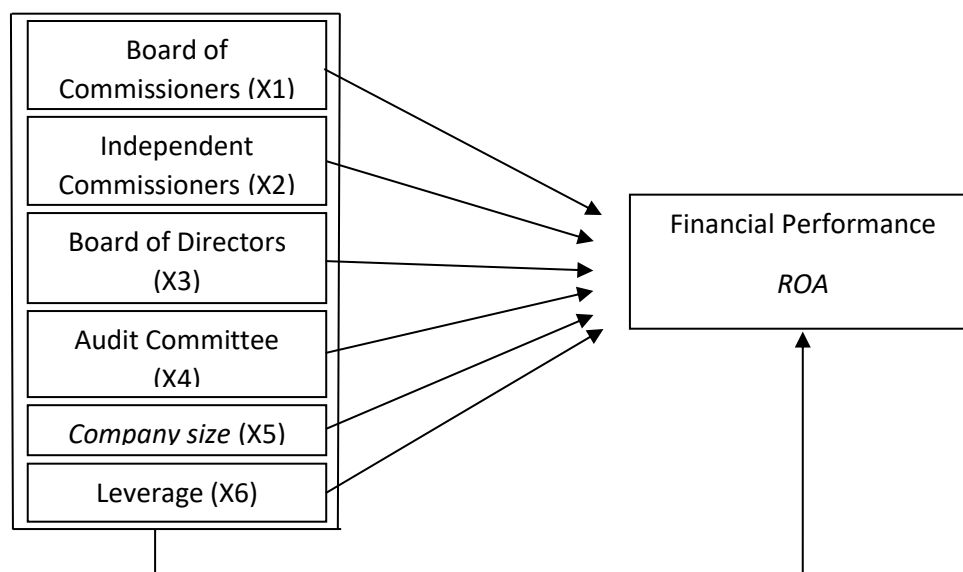 Board of
Commissioners (X1)
Independent
Commissioners (X2)
Board of Directors
(X3)
Audit Committee
(X4)
Company size (X5)
Leverage (X6)
Financial Performance
ROA